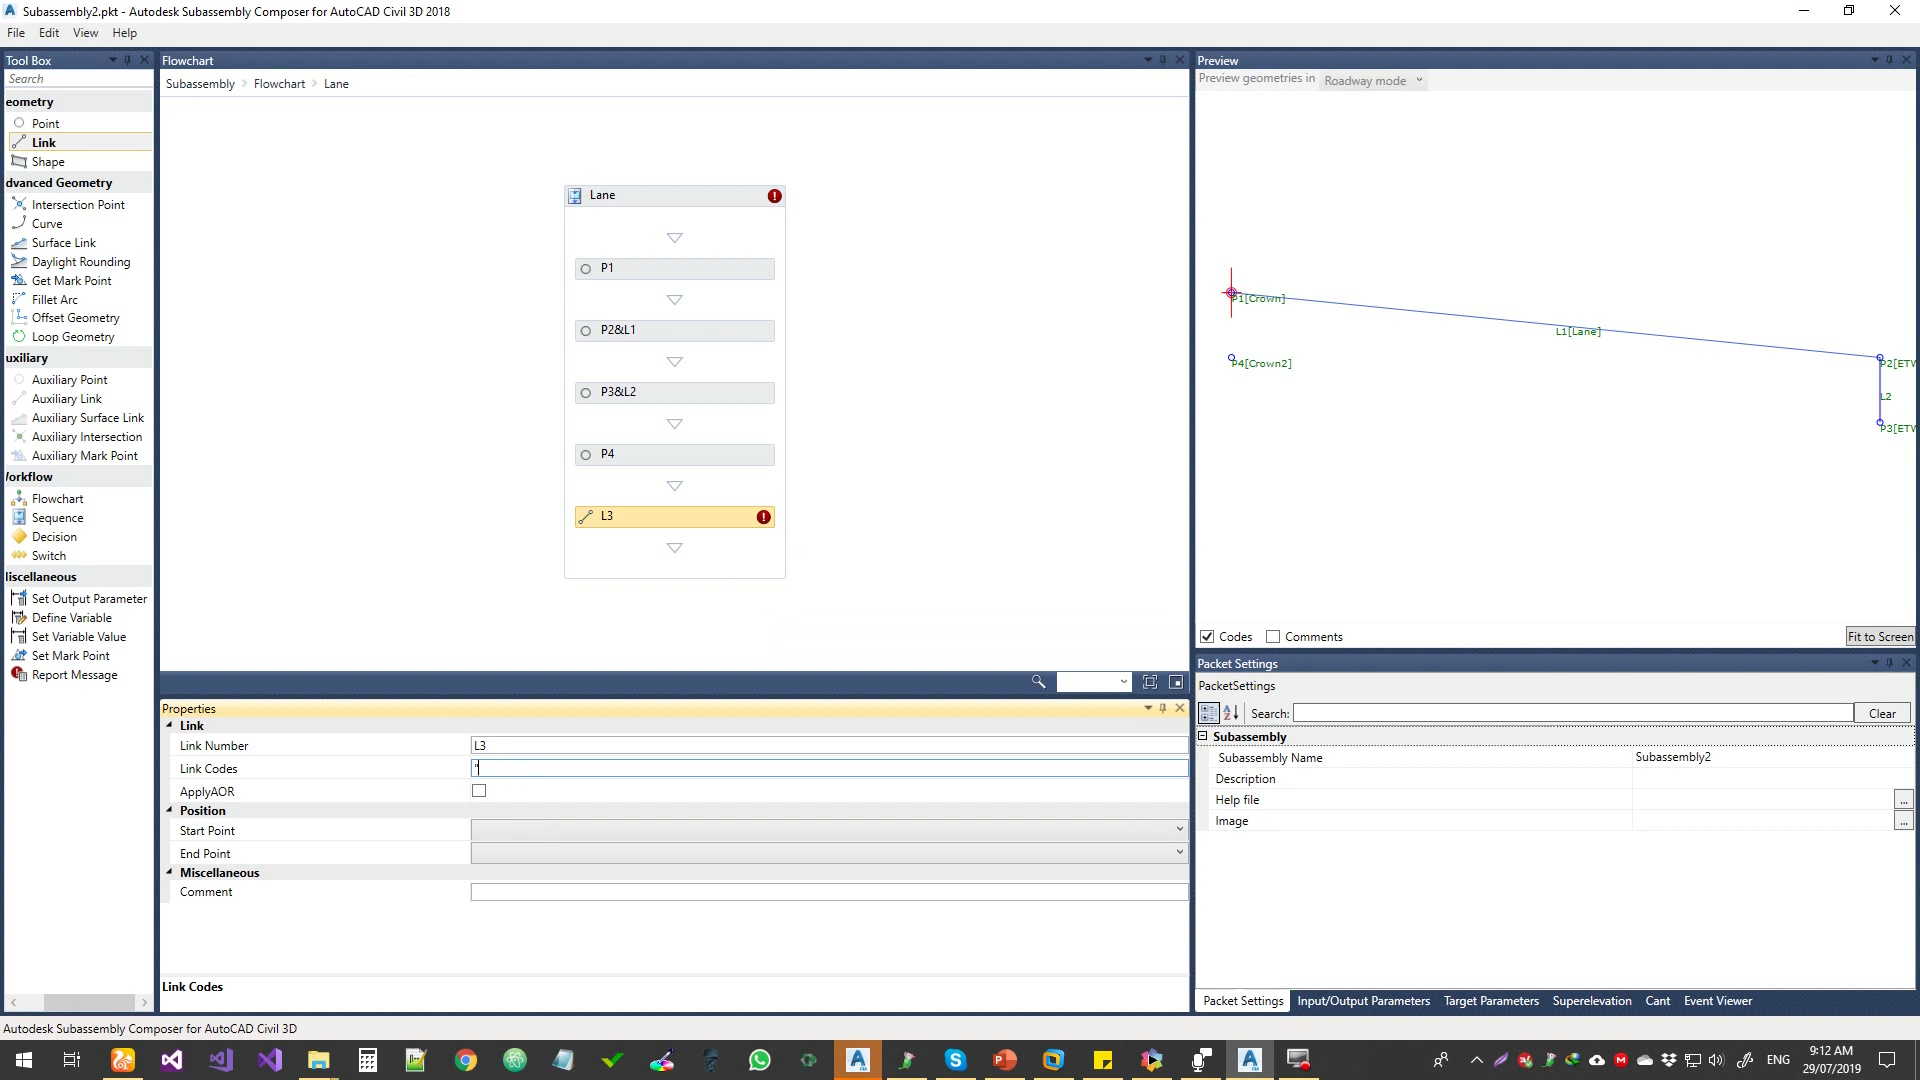 Subassembly2.pkt - Autodesk Subassembly Composer for AutoCAD Civil 3D 2018
File Edit View Help
Tool Box
Search
eometry
Point
Link
Shape
dvanced Geometry
Intersection Point
Curve
Surface Link
Daylight Rounding
Get Mark Point
Fillet Arc
Offset Geometry
Loop Geometry
uxiliary
Auxiliary Point
Auxiliary Link
Auxiliary Surface Link
Auxiliary Intersection
Auxiliary Mark Point
/orkflow
Flowchart
Sequence
Decision
Switch
liscellaneous
Set Output Parameter
Define Variable
Set Variable Value
Set Mark Point
Report Message
Flowchart
Subassembly > Flowchart > Lane
Lane
P1
P2&L1
P3&L2
P4
L3
Properties
Link
Link Number L3
Link Codes "
ApplyAOR
Position
Start Point
End Point
Miscellaneous
Comment
Link Codes
Preview
Preview geometries in Roadway mode
P1[Crown]
L1[Lane]
P4[Crown2]
P2[ETW
L2
P3[ETW
Codes Comments Fit to Screen
Packet Settings
PacketSettings
Search: Clear
Subassembly
Subassembly Name Subassembly2
Description
Help file ...
Image ...
Packet Settings Input/Output Parameters Target Parameters Superelevation Cant Event Viewer
Autodesk Subassembly Composer for AutoCAD Civil 3D
ENG
9:12 AM
29/07/2019